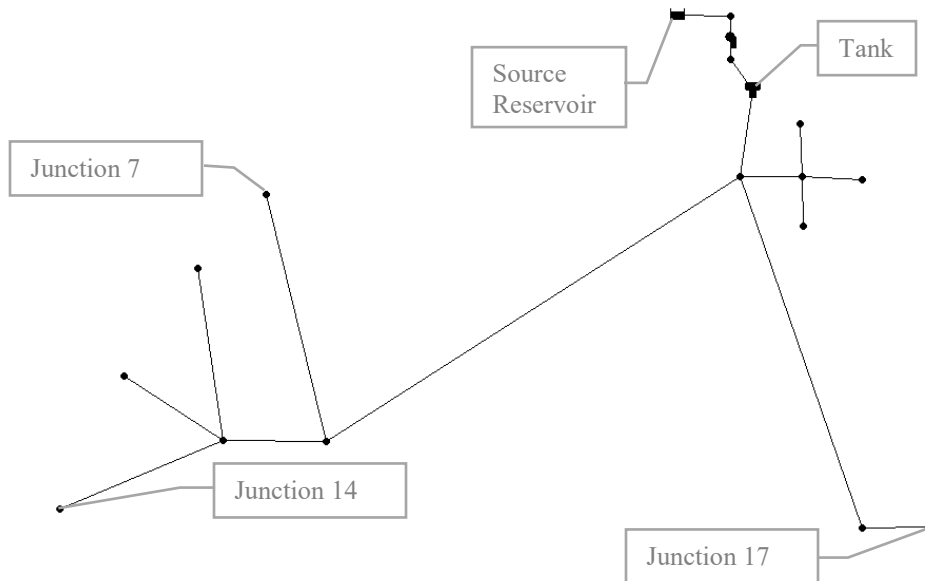 Source
Reservoir
Tank
Junction 7
Junction 14
Junction 17